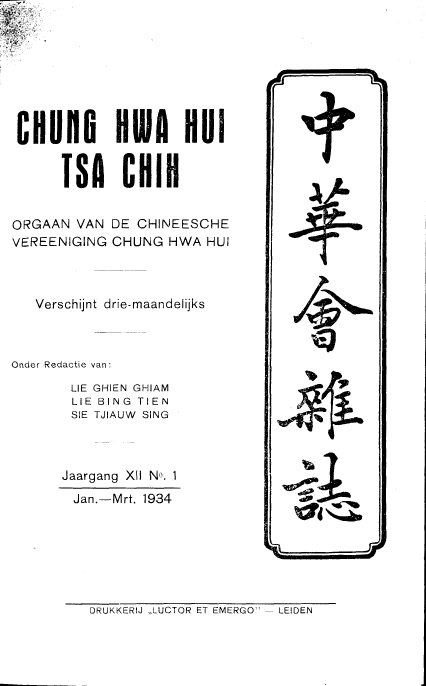 CHUNG HWA HUI
TSA CHIH
ORGAAN VAN DE CHINEESCHE
VEREENIGING CHUNG HWA HUI
Verschijnt drie-maandelijks
Onder Redactie van:
LIE GHIEN GHIAM
LIE BING TIEN
SIE TJIAUW SING
Jaargang XII No. 1
Jan.—Mrt. 1934
中華會雜誌
DRUKKERIJ „LUCTOR ET EMERGO" — LEIDEN